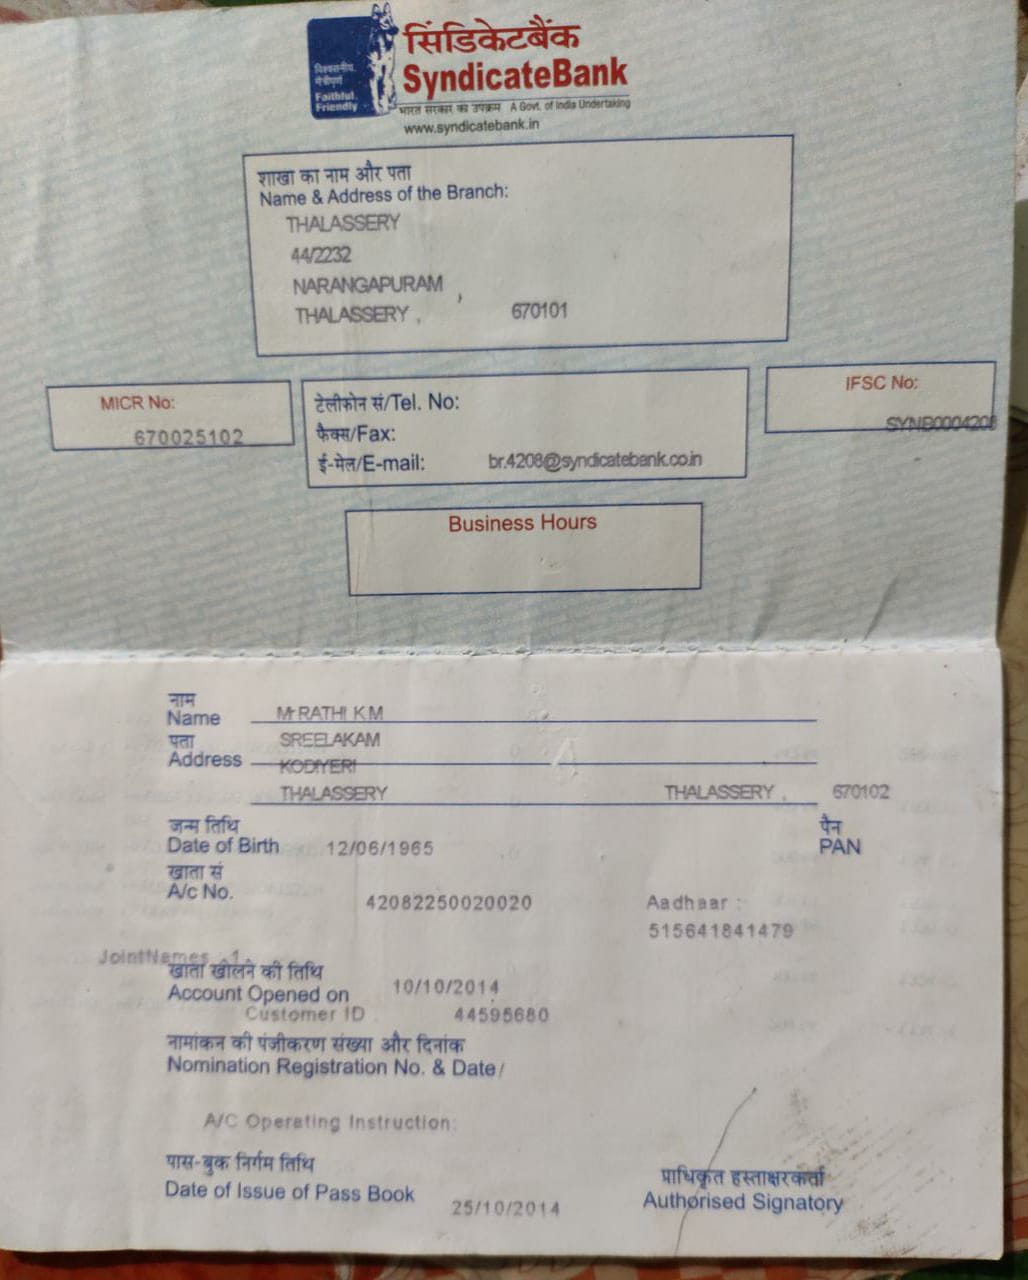 सिंडिकेटबैंक
SyndicateBank
विश्वसनीय
मैत्रीपूर्ण
Faithful
Friendly
भारत सरकार का उपक्रम A Govt. of India Undertaking
www.syndicatebank.in
शाखा का नाम और पता
Name & Address of the Branch:
THALASSERY
44/2232
NARANGAPURAM
,
THALASSERY , 670101
MICR No:
670025102
टेलीफोन सं/Tel. No:
फैक्स/Fax:
ई-मेल/E-mail: br.4208@syndicatebank.co.in
IFSC No:
SYNB0004208
Business Hours
नाम
Name Mr RATHI K M
पता SREELAKAM
Address KODIYERI
THALASSERY THALASSERY , 670102
जन्म तिथि पैन
Date of Birth 12/06/1965 PAN
खाता सं
A/c No. 42082250020020 Aadhaar :
515641841479
JointNames 1
खाता खोलने की तिथि
Account Opened on 10/10/2014
Customer ID 44595680
नामांकन की पंजीकरण संख्या और दिनांक
Nomination Registration No. & Date/
A/C Operating Instruction:
पास-बुक निर्गम तिथि प्राधिकृत हस्ताक्षरकर्ता
Date of Issue of Pass Book 25/10/2014 Authorised Signatory